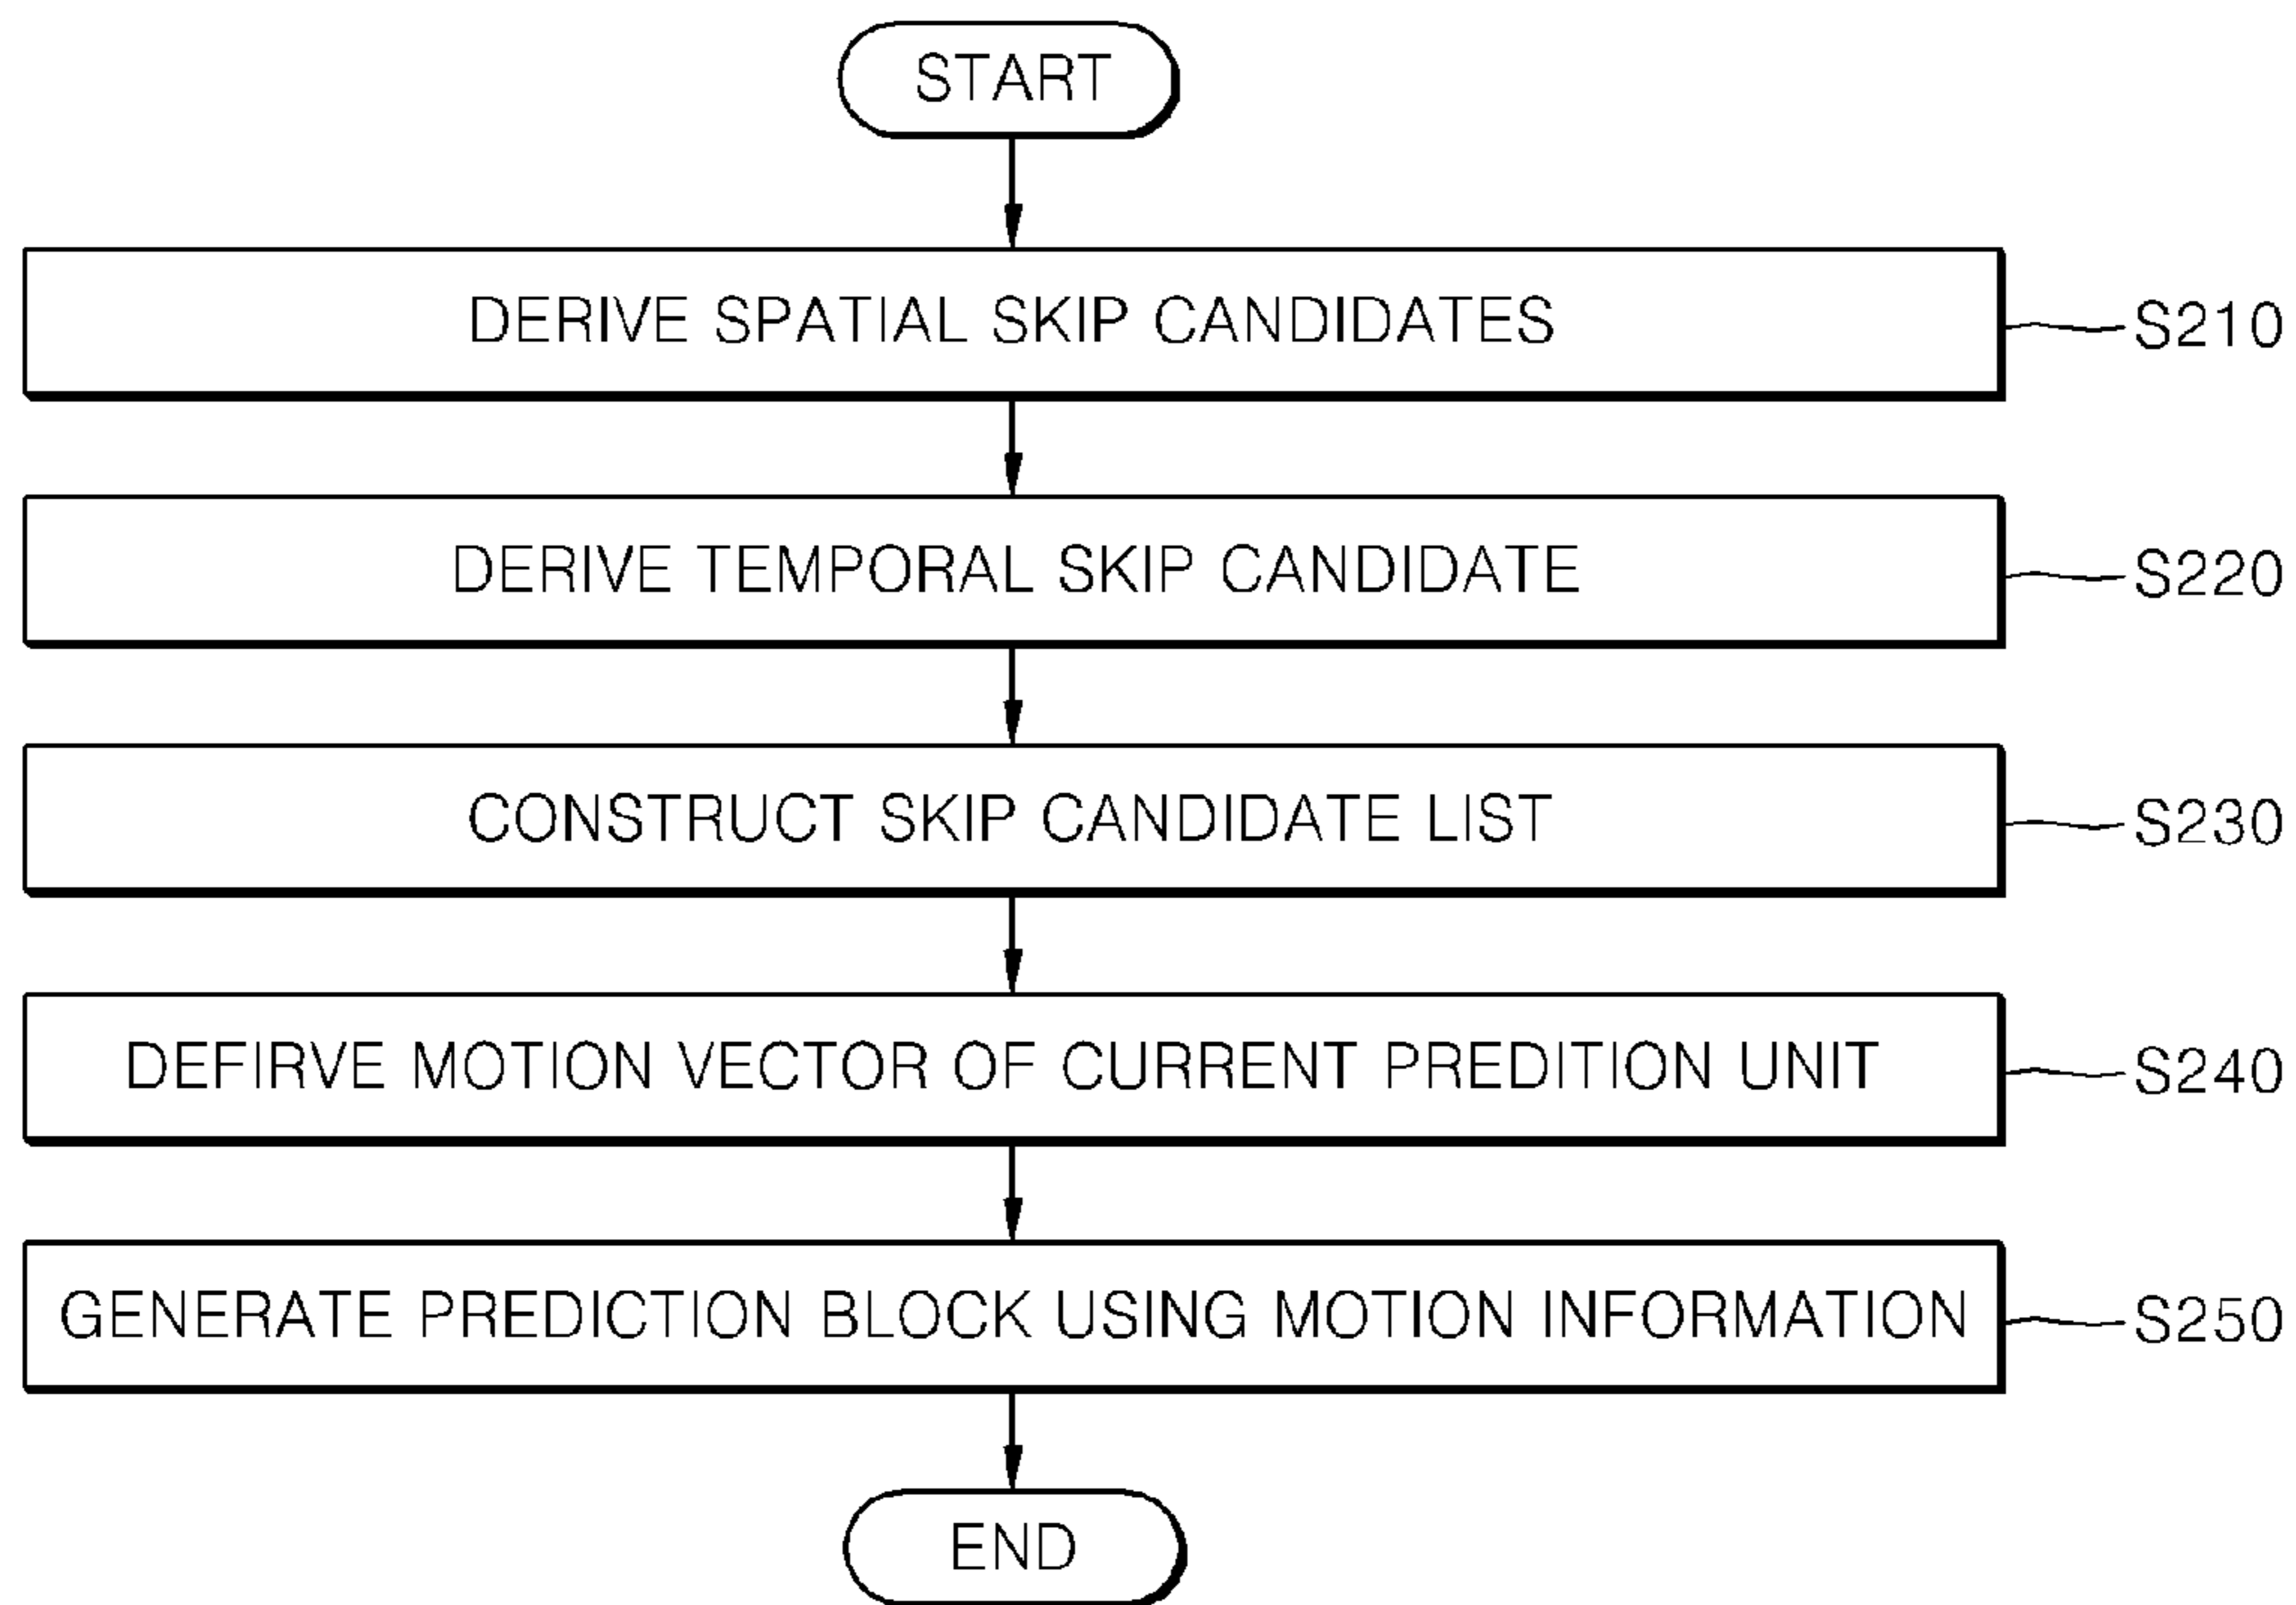 START
DERIVE SPATIAL SKIP CANDIDATES
S210
DERIVE TEMPORAL SKIP CANDIDATE
S220
CONSTRUCT SKIP CANDIDATE LIST
S230
DEFIRVE MOTION VECTOR OF CURRENT PREDITION UNIT
S240
GENERATE PREDICTION BLOCK USING MOTION INFORMATION
S250
END